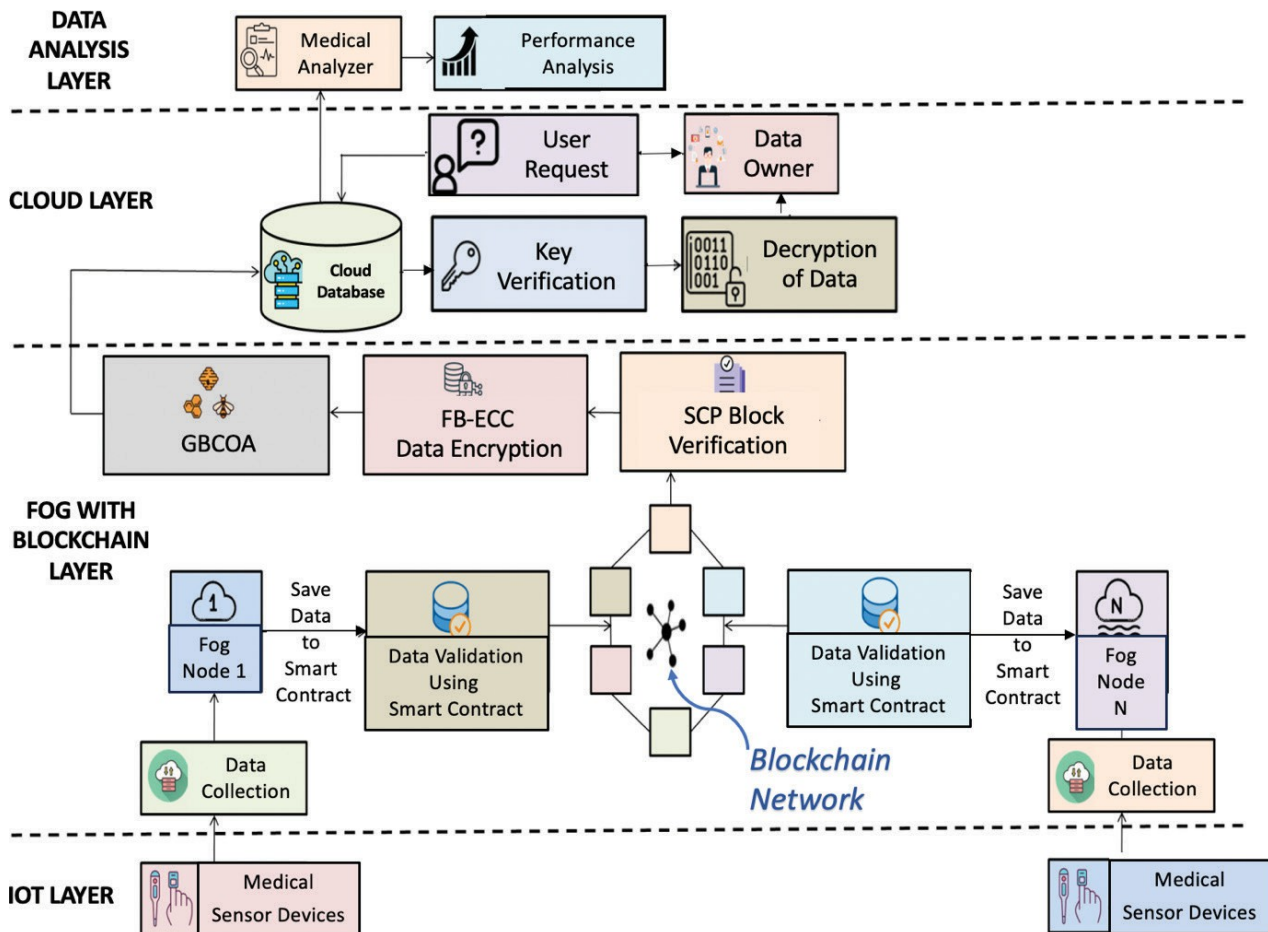 DATA
ANALYSIS
LAYER
Medical
Analyzer
Performance
Analysis
CLOUD LAYER
?
User
Request
Data
Owner
Cloud
Database
Key
Verification
0011
0110
001
Decryption
of Data
GBCOA
FB-ECC
Data Encryption
SCP Block
Verification
FOG WITH
BLOCKCHAIN
LAYER
1
Fog
Node 1
Save
Data
to
Smart
Contract
Data Validation
Using
Smart Contract
Blockchain
Network
Data Validation
Using
Smart Contract
Save
Data
to
Smart
Contract
N
Fog
Node
N
Data
Collection
Data
Collection
IOT LAYER
Medical
Sensor Devices
Medical
Sensor Devices